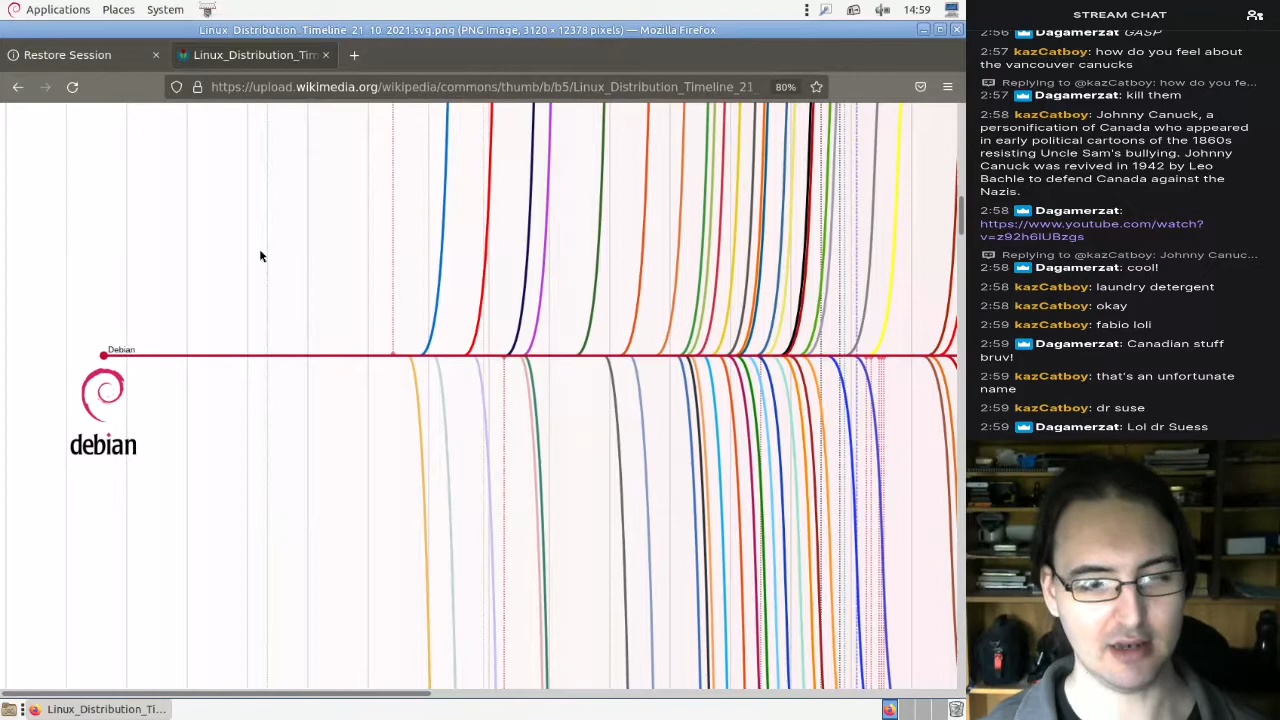 Applications Places System 14:59
Linux_Distribution_Timeline_21_10_2021.svg.png (PNG Image, 3120 × 12378 pixels) — Mozilla Firefox
Restore Session
Linux_Distribution_Tim
https://upload.wikimedia.org/wikipedia/commons/thumb/b/b5/Linux_Distribution_Timeline_21_
80%
Debian
debian
Linux_Distribution_Ti...
STREAM CHAT
2:56 Dagamerzat GASP
2:57 kazCatboy: how do you feel about
the vancouver canucks
Replying to @kazCatboy: how do you fe...
2:57 Dagamerzat: kill them
2:58 kazCatboy: Johnny Canuck, a
personification of Canada who appeared
in early political cartoons of the 1860s
resisting Uncle Sam's bullying. Johnny
Canuck was revived in 1942 by Leo
Bachle to defend Canada against the
Nazis.
2:58 Dagamerzat:
https://www.youtube.com/watch?
v=z92h6lUBzgs
Replying to @kazCatboy: Johnny Canuc...
2:58 Dagamerzat: cool!
2:58 kazCatboy: laundry detergent
2:58 kazCatboy: okay
2:59 kazCatboy: fabio loli
2:59 Dagamerzat: Canadian stuff
bruv!
2:59 kazCatboy: that's an unfortunate
name
2:59 kazCatboy: dr suse
2:59 Dagamerzat: Lol dr Suess